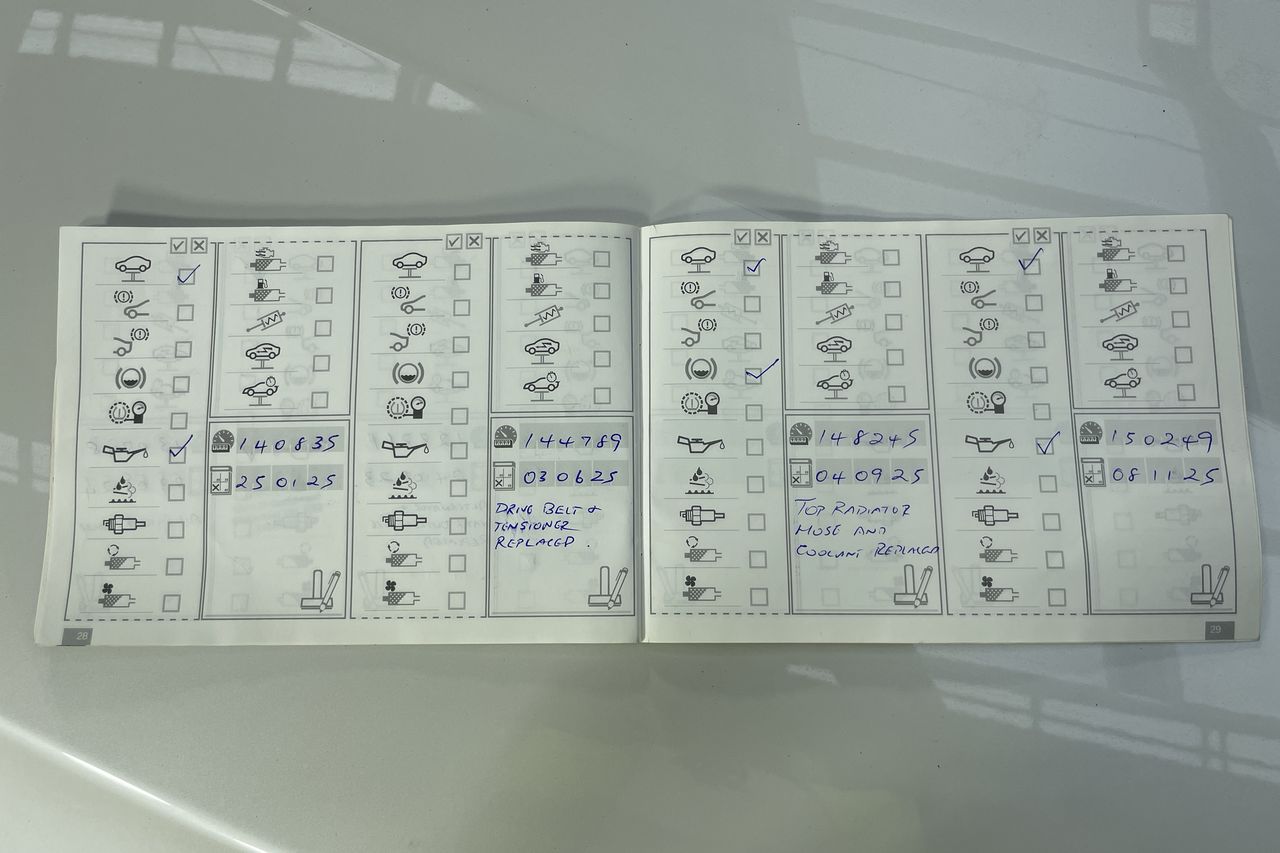 140835
250125
144789
030625
DRIVE BELT &
TENSIONER
REPLACED.
28
148245
040925
TOP RADIATOR
HOSE AND
COOLANT REPLACED
150249
081125
29